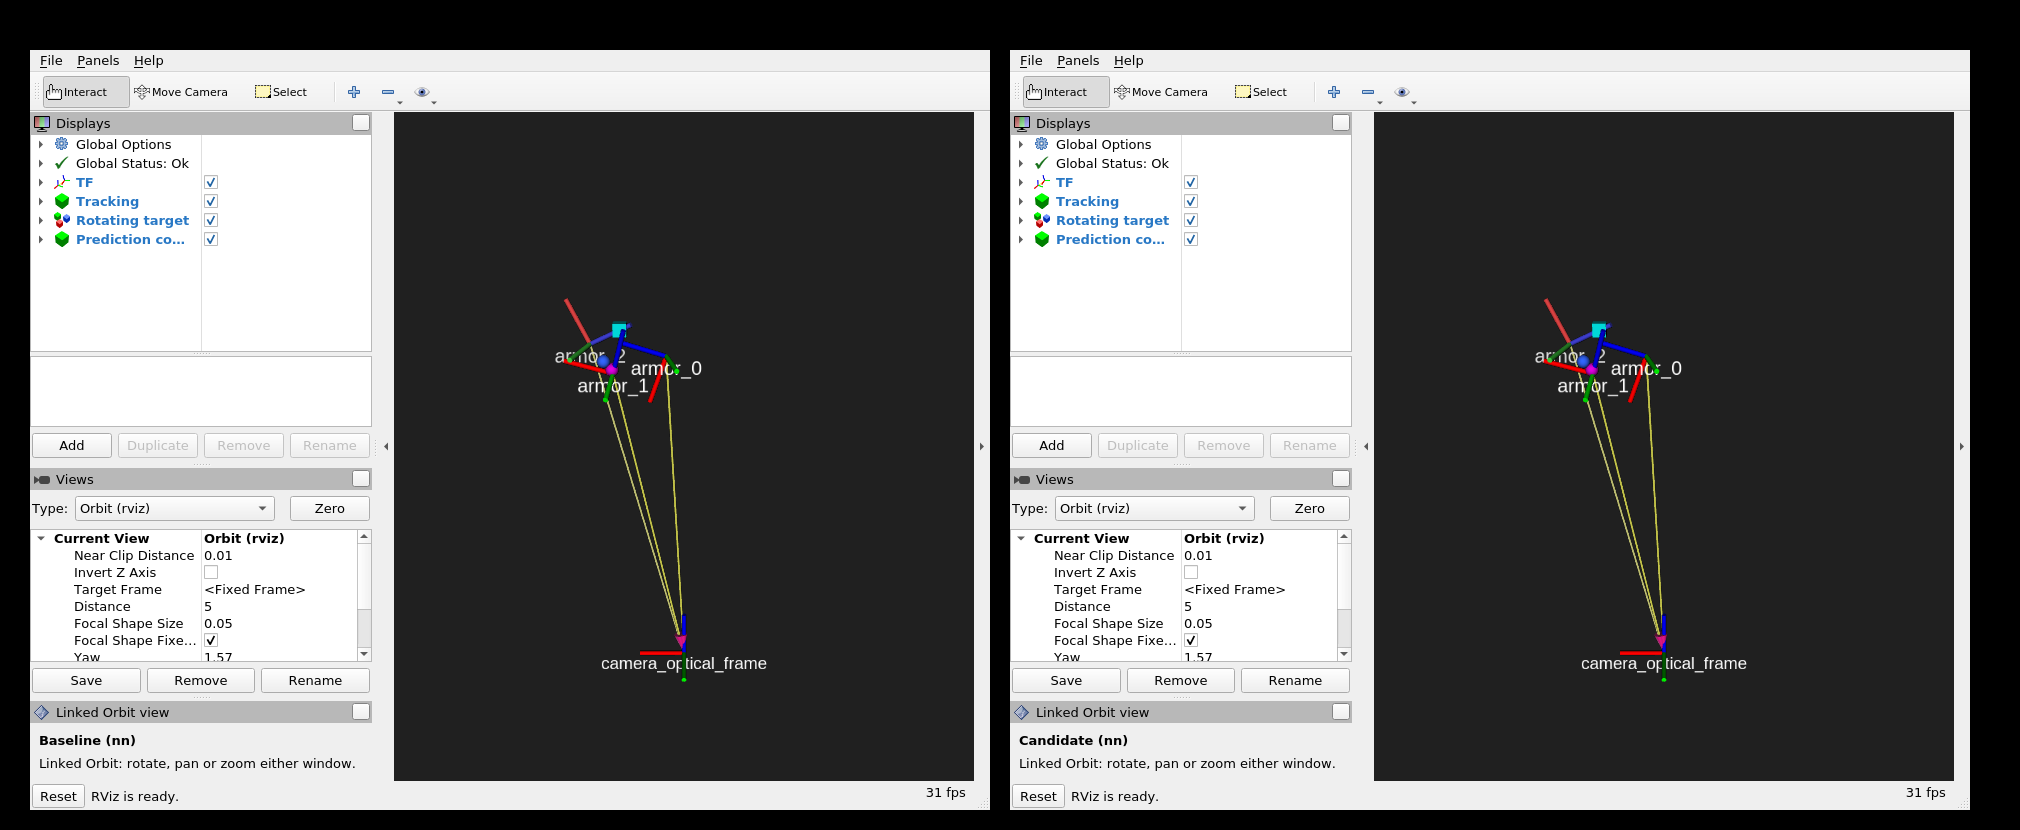 File Panels Help
Interact Move Camera Select
Displays
Global Options
Global Status: Ok
TF
Tracking
Rotating target
Prediction co...
Add Duplicate Remove Rename
Views
Type: Orbit (rviz) Zero
Current View Orbit (rviz)
Near Clip Distance 0.01
Invert Z Axis
Target Frame <Fixed Frame>
Distance 5
Focal Shape Size 0.05
Focal Shape Fixe...
Yaw 1.57
Save Remove Rename
Linked Orbit view
Baseline (nn)
Linked Orbit: rotate, pan or zoom either window.
Reset RViz is ready.
31 fps
armor_2
armor_0
armor_1
camera_optical_frame
File Panels Help
Interact Move Camera Select
Displays
Global Options
Global Status: Ok
TF
Tracking
Rotating target
Prediction co...
Add Duplicate Remove Rename
Views
Type: Orbit (rviz) Zero
Current View Orbit (rviz)
Near Clip Distance 0.01
Invert Z Axis
Target Frame <Fixed Frame>
Distance 5
Focal Shape Size 0.05
Focal Shape Fixe...
Yaw 1.57
Save Remove Rename
Linked Orbit view
Candidate (nn)
Linked Orbit: rotate, pan or zoom either window.
Reset RViz is ready.
31 fps
armor_2
armor_0
armor_1
camera_optical_frame